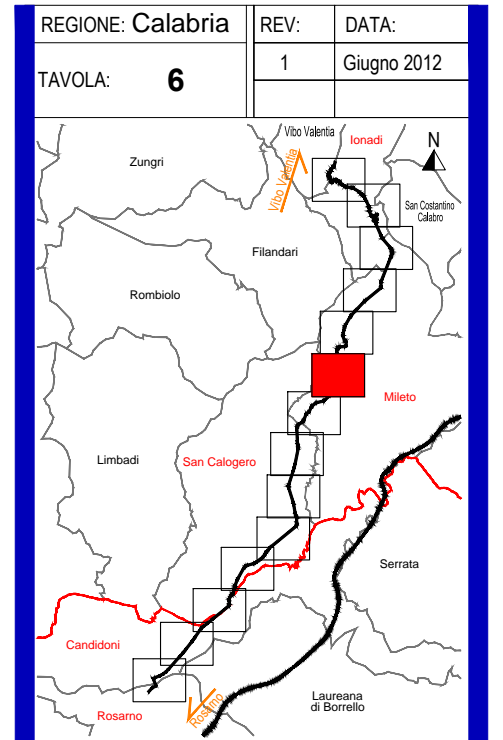 REGIONE: Calabria
REV:
DATA:
TAVOLA: 6
1
Giugno 2012
Vibo Valentia
Ionadi
N
Zungri
Vibo Valentia
San Costantino
Calabro
Filandari
Rombiolo
Mileto
Limbadi
San Calogero
Serrata
Candidoni
Laureana
di Borrello
Rosarno
Rosarno